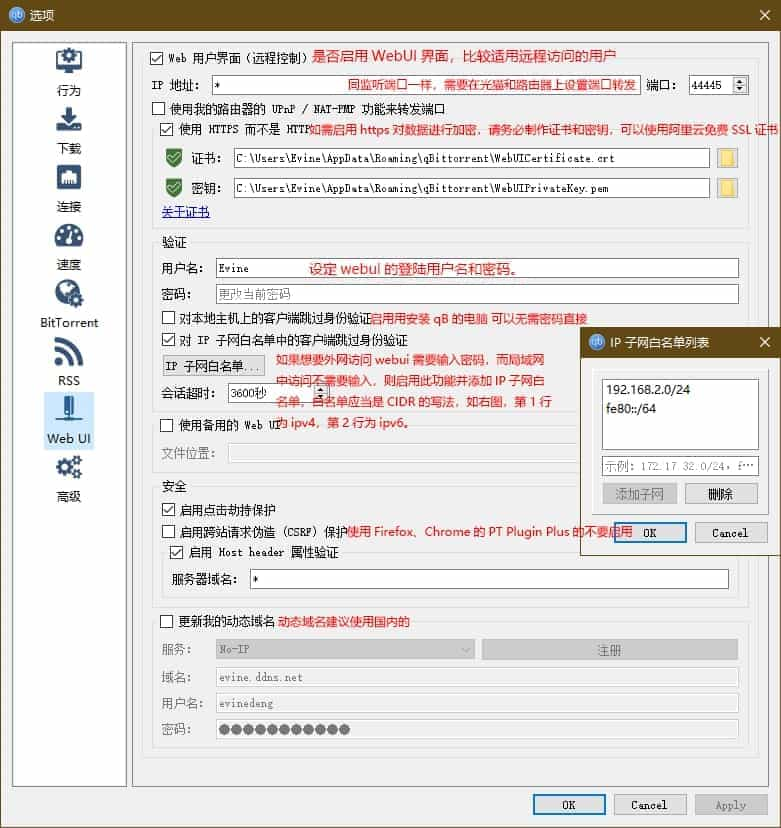 选项
行为
下载
连接
速度
BitTorrent
RSS
Web UI
高级
Web 用户界面（远程控制） 是否启用 WebUI 界面，比较适用远程访问的用户
IP 地址： * 同监听端口一样，需要在光猫和路由器上设置端口转发 端口： 44445
使用我的路由器的 UPnP / NAT-PMP 功能来转发端口
使用 HTTPS 而不是 HTTP 如需启用 https 对数据进行加密，请务必制作证书和密钥，可以使用阿里云免费 SSL 证书
证书： C:\Users\Evine\AppData\Roaming\qBittorrent\WebUICertificate.crt
密钥： C:\Users\Evine\AppData\Roaming\qBittorrent\WebUIPrivateKey.pem
关于证书
验证
用户名： Evine 设定 webui 的登陆用户名和密码。
密码： 更改当前密码
对本地主机上的客户端跳过身份验证 启用用安装 qB 的电脑 可以无需密码直接
对 IP 子网白名单中的客户端跳过身份验证
IP 子网白名单... 如果想要外网访问 webui 需要输入密码，而局域网
中访问不需要输入，则启用此功能并添加 IP 子网白
会话超时： 3600秒
名单，白名单应当是 CIDR 的写法，如右图，第 1 行
为 ipv4，第 2 行为 ipv6。
使用备用的 Web UI
文件位置：
安全
启用点击劫持保护
启用跨站请求伪造（CSRF）保护 使用 Firefox、Chrome 的 PT Plugin Plus 的不要启用
启用 Host header 属性验证
服务器域名： *
更新我的动态域名 动态域名建议使用国内的
服务： No-IP 注册
域名： evine.ddns.net
用户名： evinedeng
密码： ●●●●●●●●●●●
OK Cancel Apply
IP 子网白名单列表
192.168.2.0/24
fe80::/64
示例：172.17.32.0/24, f…
添加子网 删除
OK Cancel